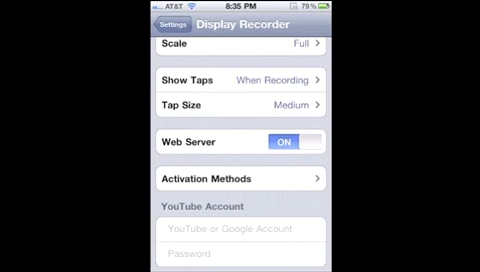 AT&T 8:35 PM 79%
Settings Display Recorder
Scale Full
Show Taps When Recording
Tap Size Medium
Web Server ON
Activation Methods
YouTube Account
YouTube or Google Account
Password